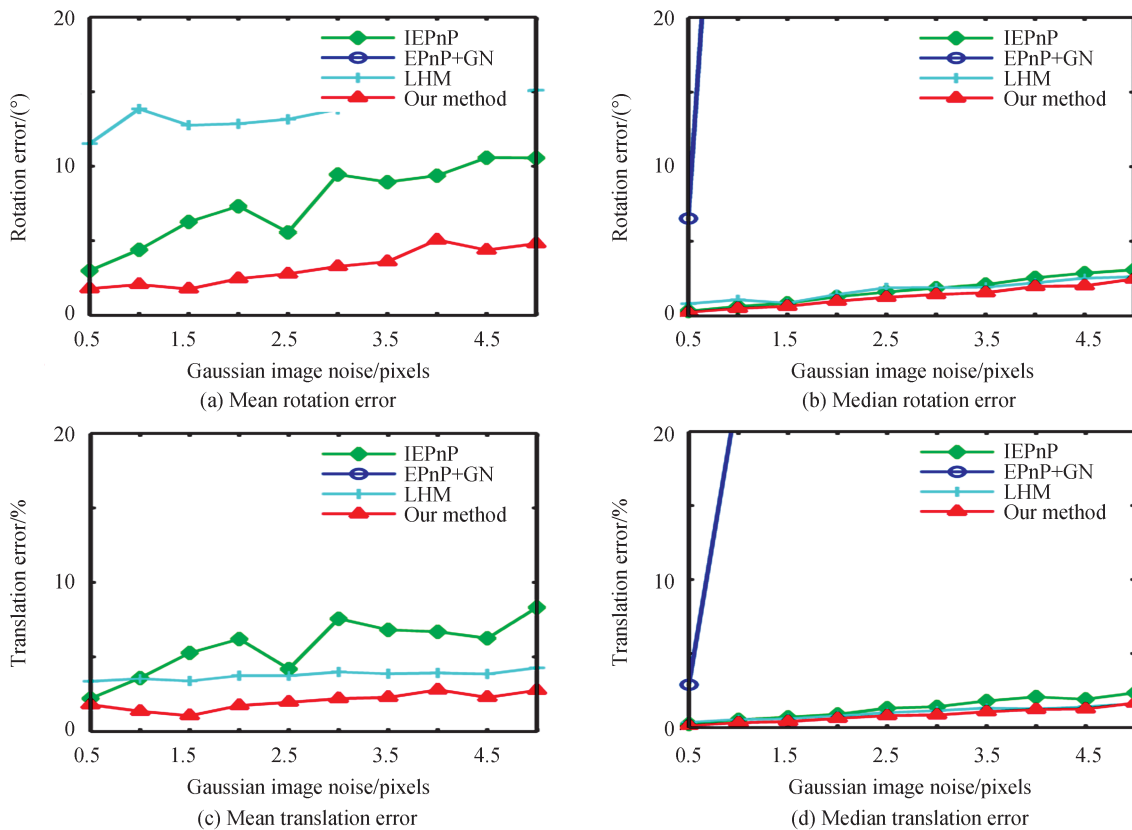 20
10
0
Rotation error/(°)
IEPnP
EPnP+GN
LHM
Our method
0.5 1.5 2.5 3.5 4.5
Gaussian image noise/pixels
(a) Mean rotation error
20
10
0
Rotation error/(°)
IEPnP
EPnP+GN
LHM
Our method
0.5 1.5 2.5 3.5 4.5
Gaussian image noise/pixels
(b) Median rotation error
20
10
0
Translation error/%
IEPnP
EPnP+GN
LHM
Our method
0.5 1.5 2.5 3.5 4.5
Gaussian image noise/pixels
(c) Mean translation error
20
10
0
Translation error/%
IEPnP
EPnP+GN
LHM
Our method
0.5 1.5 2.5 3.5 4.5
Gaussian image noise/pixels
(d) Median translation error